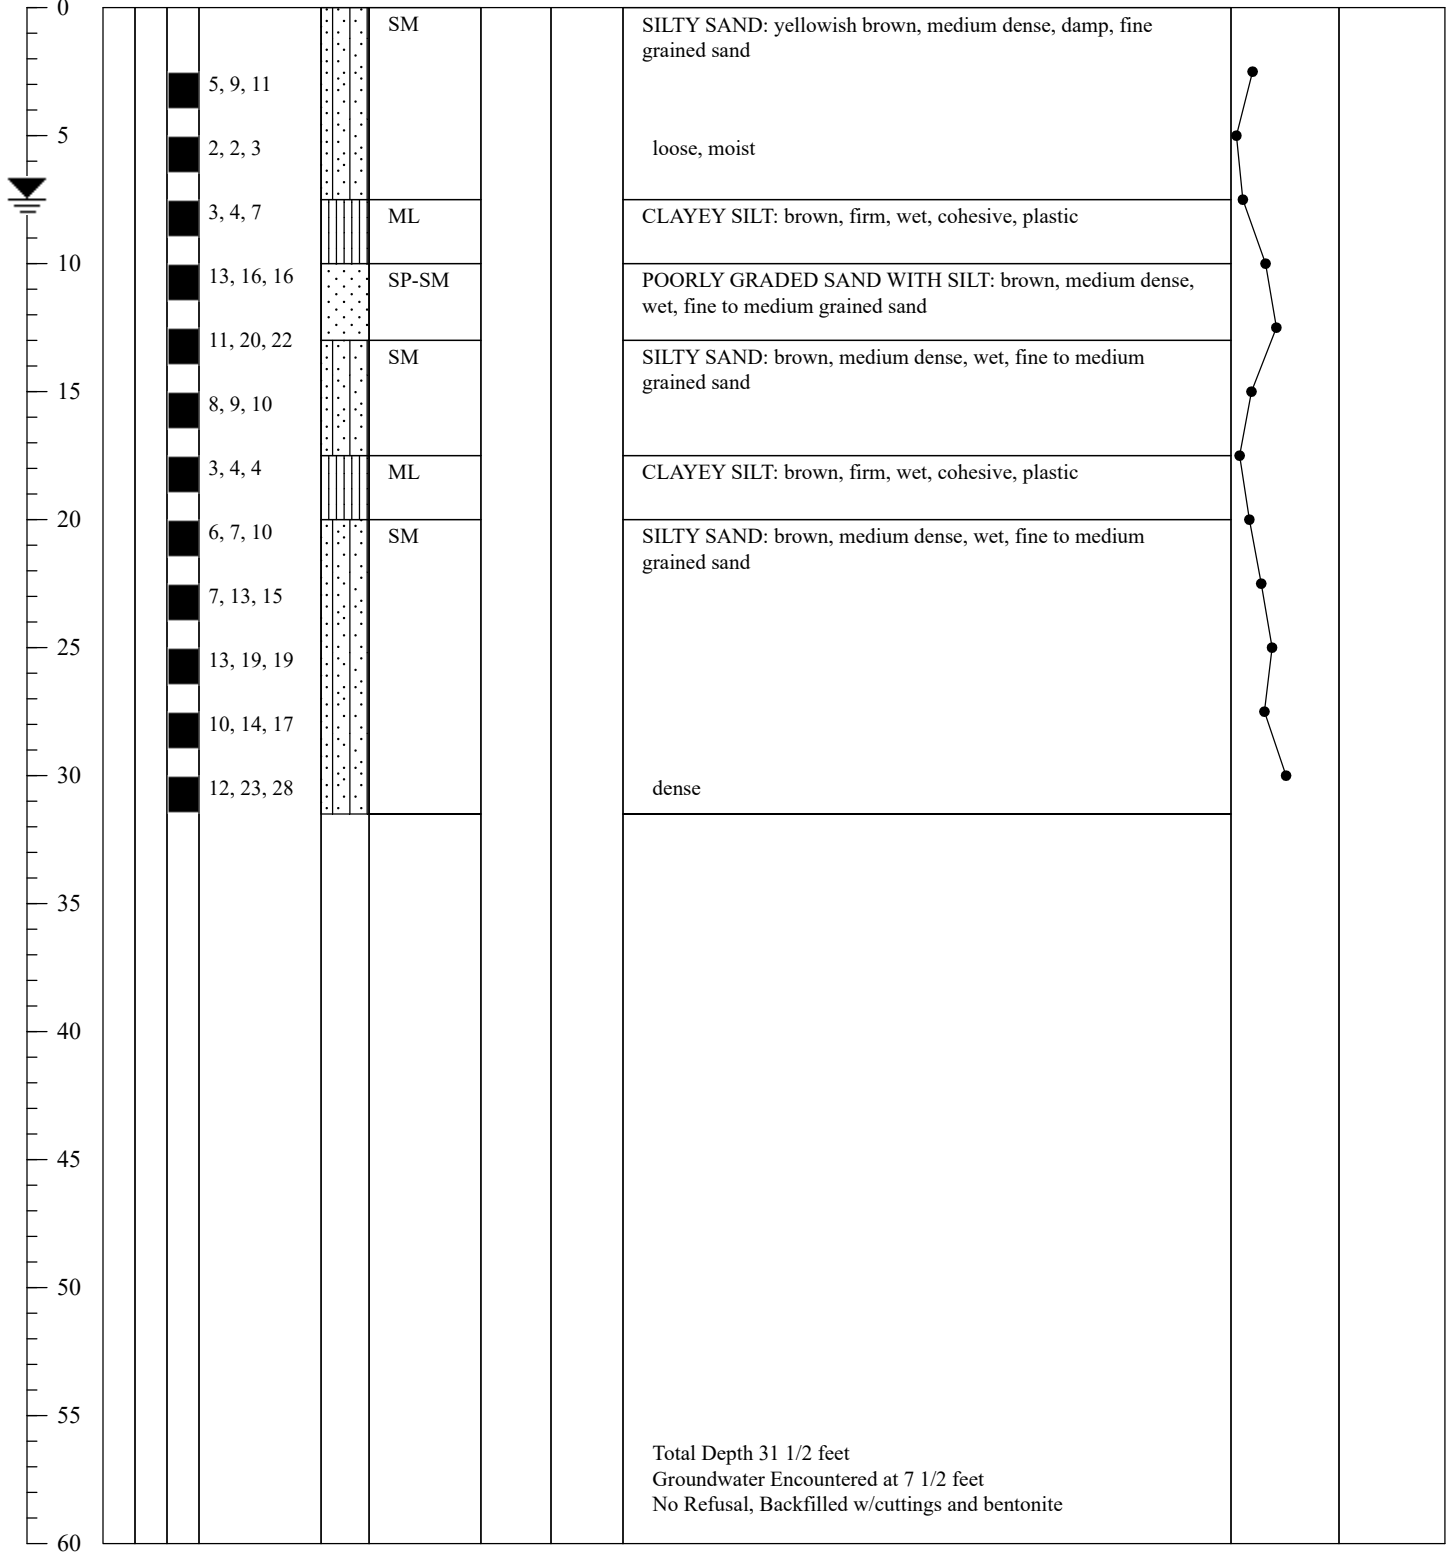 0
SM
SILTY SAND: yellowish brown, medium dense, damp, fine
grained sand
5, 9, 11
5
2, 2, 3
loose, moist
3, 4, 7
ML
CLAYEY SILT: brown, firm, wet, cohesive, plastic
10
13, 16, 16
SP-SM
POORLY GRADED SAND WITH SILT: brown, medium dense,
wet, fine to medium grained sand
11, 20, 22
SM
SILTY SAND: brown, medium dense, wet, fine to medium
grained sand
15
8, 9, 10
3, 4, 4
ML
CLAYEY SILT: brown, firm, wet, cohesive, plastic
20
6, 7, 10
SM
SILTY SAND: brown, medium dense, wet, fine to medium
grained sand
7, 13, 15
25
13, 19, 19
10, 14, 17
30
12, 23, 28
dense
35
40
45
50
55
Total Depth 31 1/2 feet
Groundwater Encountered at 7 1/2 feet
No Refusal, Backfilled w/cuttings and bentonite
60